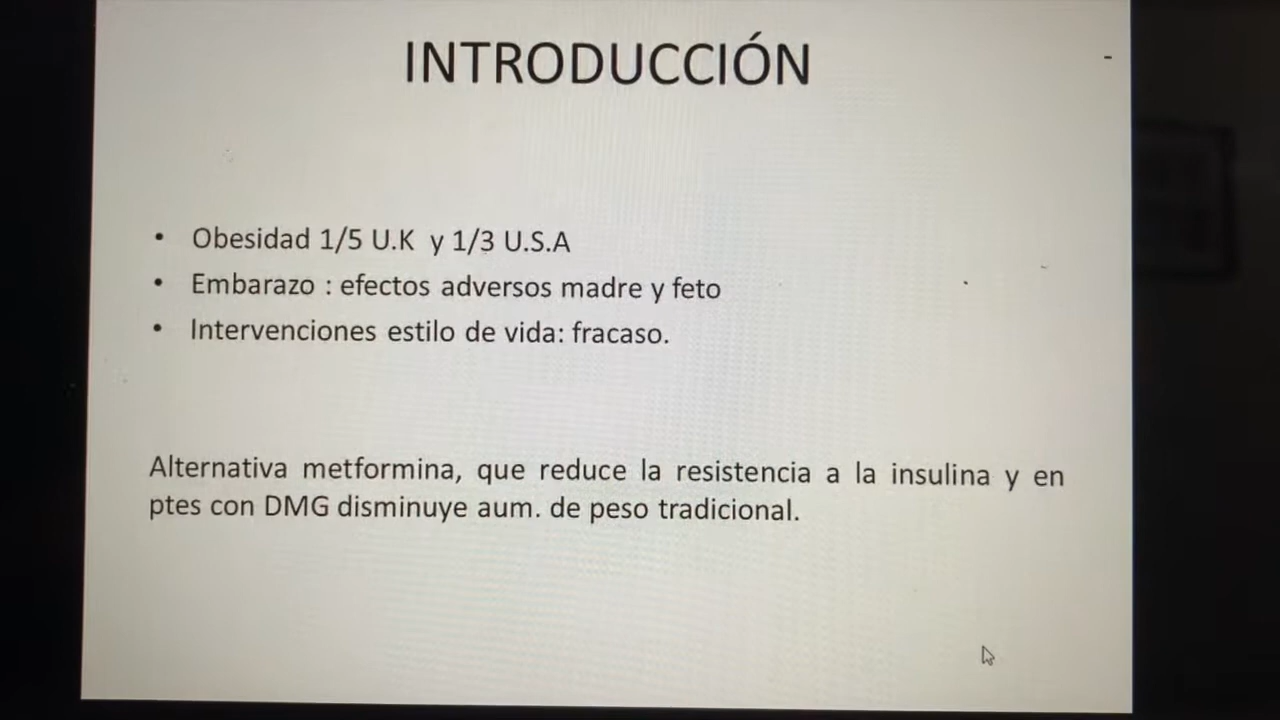 INTRODUCCIÓN
• Obesidad 1/5 U.K y 1/3 U.S.A
• Embarazo : efectos adversos madre y feto
• Intervenciones estilo de vida: fracaso.
Alternativa metformina, que reduce la resistencia a la insulina y en
ptes con DMG disminuye aum. de peso tradicional.